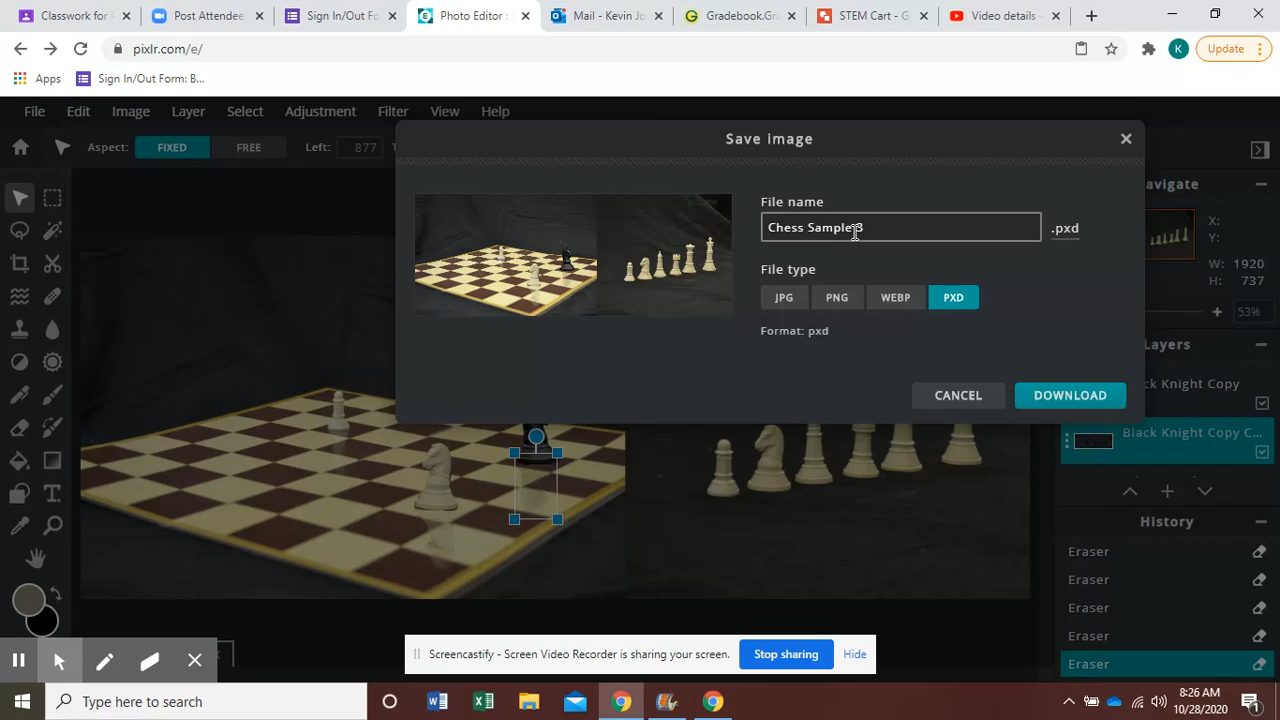 Classwork for P
Post Attendee
Sign In/Out Fo
Photo Editor :
Mail - Kevin Jo
Gradebook.Gra
STEM Cart - G
Video details -
pixlr.com/e/
K
Update
Apps
Sign In/Out Form: B...
File Edit Image Layer Select Adjustment Filter View Help
Save image
Aspect: FIXED FREE Left: 877
File name
Chess Sample 3 .pxd
File type
JPG PNG WEBP PXD
Format: pxd
CANCEL DOWNLOAD
avigate
X:
Y:
W: 1920
H: 737
53%
Layers
ck Knight Copy
Black Knight Copy C...
History
Eraser
Eraser
Eraser
Eraser
Eraser
Screencastify - Screen Video Recorder is sharing your screen. Stop sharing Hide
Type here to search
8:26 AM
10/28/2020
1